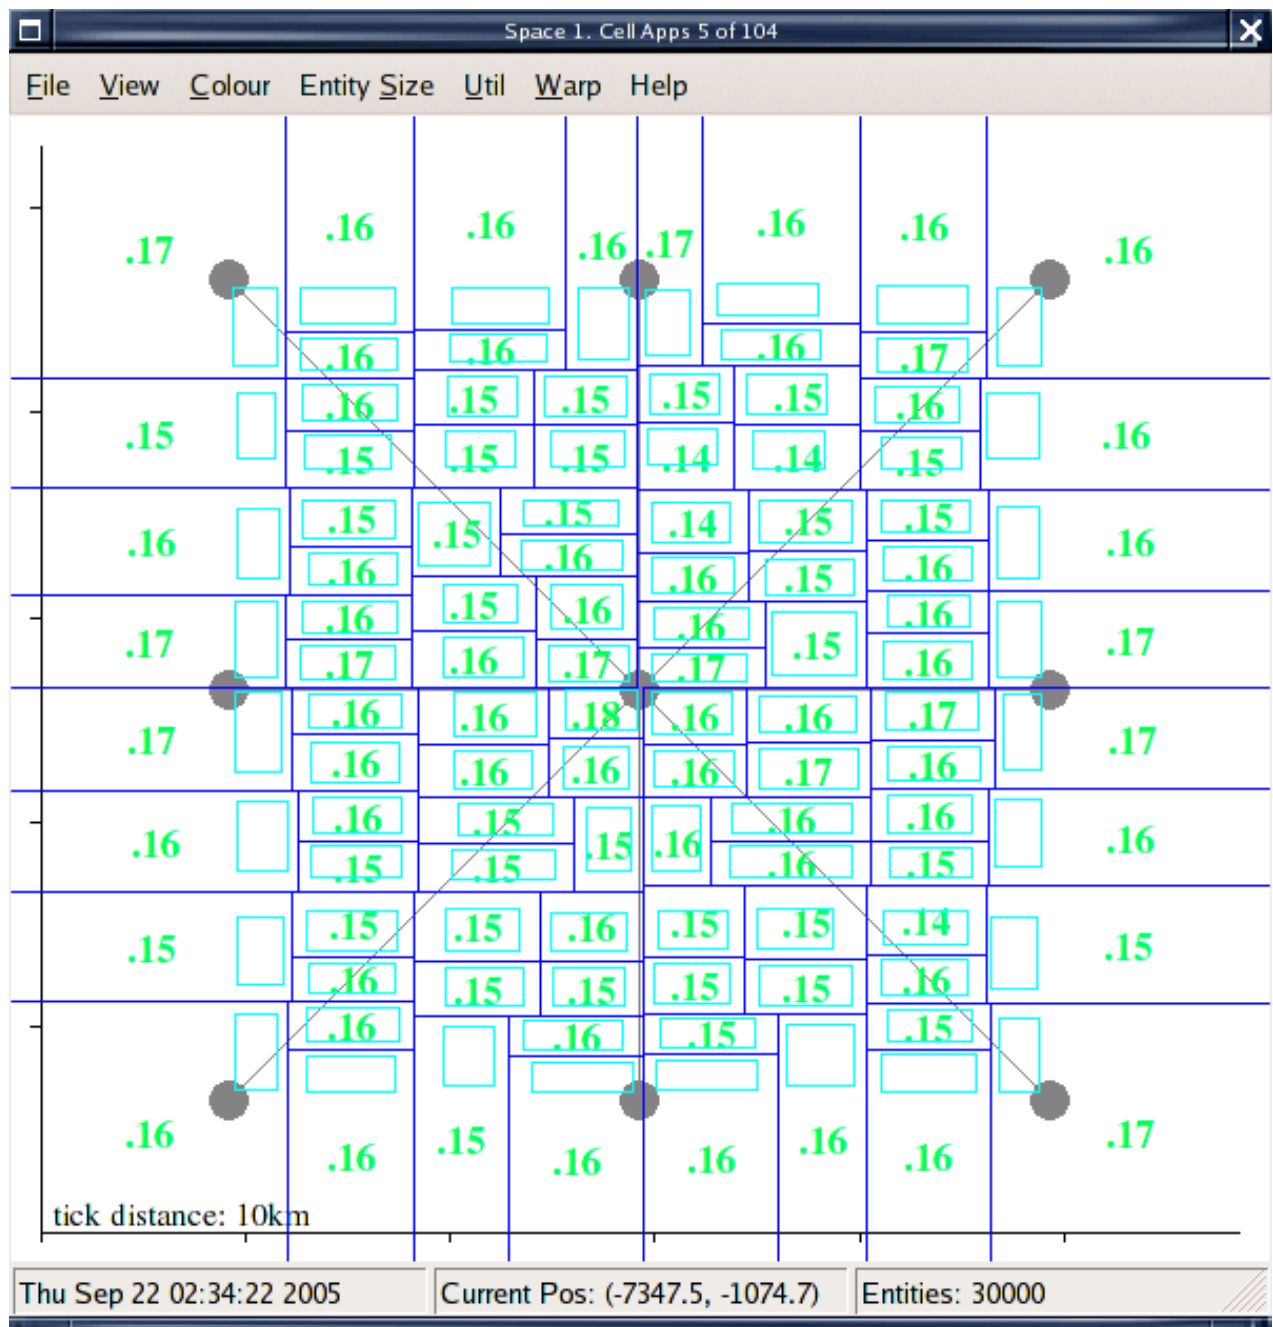 Space 1. Cell Apps 5 of 104
File View Colour Entity Size Util Warp Help
.17 .16 .16 .16 .17 .16 .16 .16
.16 .16 .16 .17
.15 .16 .15 .15 .15 .15 .16 .16
.15 .15 .15 .14 .14 .15
.16 .15 .15 .15 .14 .15 .15 .16
.16 .16 .16 .15 .16
.17 .16 .15 .16 .16 .15 .16 .17
.17 .16 .17 .17 .16
.17 .16 .16 .18 .16 .16 .17 .17
.16 .16 .16 .16 .17 .16
.16 .16 .15 .15 .16 .16 .16 .16
.15 .15 .16 .15
.15 .15 .15 .16 .15 .15 .14 .15
.16 .15 .15 .15 .15 .16
.16 .16 .15 .15
.16 .16 .15 .16 .16 .16 .16 .17
tick distance: 10km
Thu Sep 22 02:34:22 2005 Current Pos: (-7347.5, -1074.7) Entities: 30000